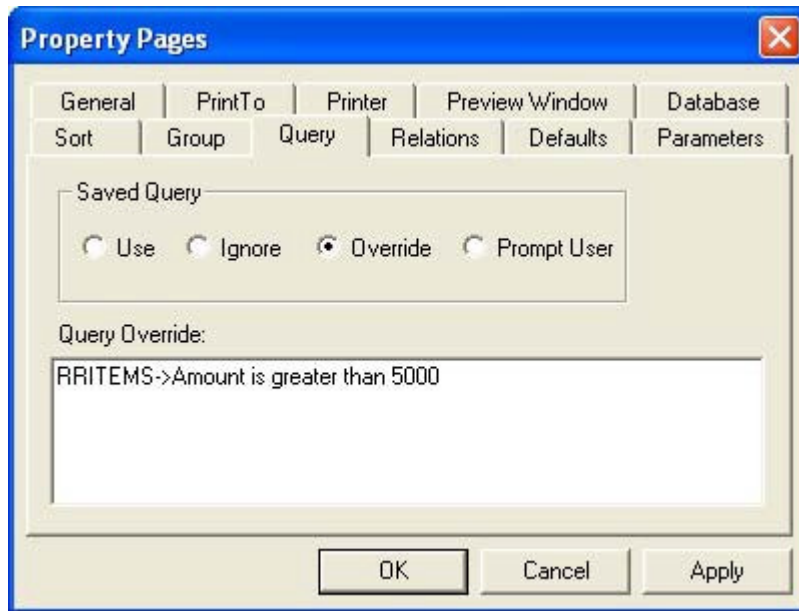 Property Pages
General PrintTo Printer Preview Window Database
Sort Group Query Relations Defaults Parameters
Saved Query
Use Ignore Override Prompt User
Query Override:
RRITEMS->Amount is greater than 5000
OK Cancel Apply